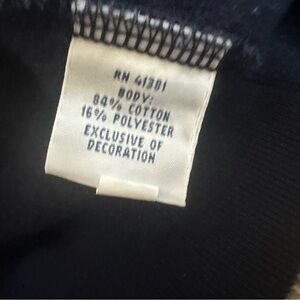 RN 41381
BODY:
84% COTTON
16% POLYESTER
EXCLUSIVE OF
DECORATION